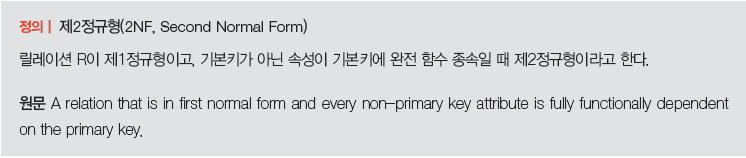 정의 | 제2정규형(2NF, Second Normal Form)
릴레이션 R이 제1정규형이고, 기본키가 아닌 속성이 기본키에 완전 함수 종속일 때 제2정규형이라고 한다.
원문 A relation that is in first normal form and every non-primary key attribute is fully functionally dependent
on the primary key.